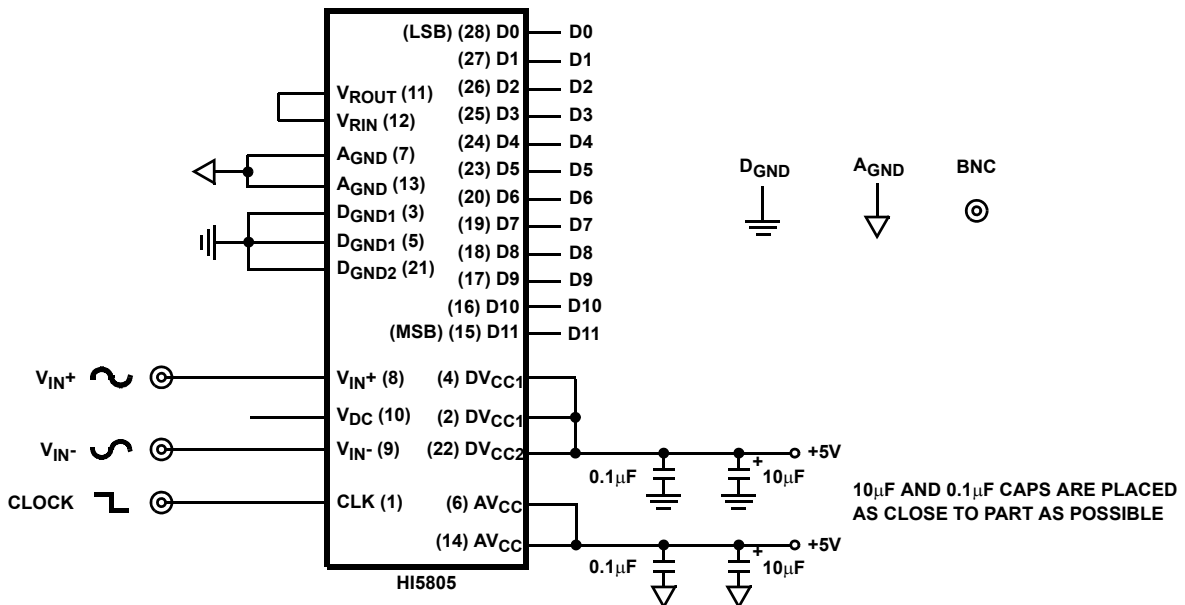 (LSB) (28) D0 D0
(27) D1 D1
(26) D2 D2
(25) D3 D3
(24) D4 D4
(23) D5 D5
(20) D6 D6
(19) D7 D7
(18) D8 D8
(17) D9 D9
(16) D10 D10
(MSB) (15) D11 D11
VROUT (11)
VRIN (12)
AGND (7)
AGND (13)
DGND1 (3)
DGND1 (5)
DGND2 (21)
DGND AGND BNC
VIN+ VIN+ (8) (4) DVCC1
VDC (10) (2) DVCC1
VIN- VIN- (9) (22) DVCC2 +5V
0.1µF + 10µF
CLOCK CLK (1) (6) AVCC
(14) AVCC +5V
0.1µF + 10µF
10µF AND 0.1µF CAPS ARE PLACED
AS CLOSE TO PART AS POSSIBLE
HI5805